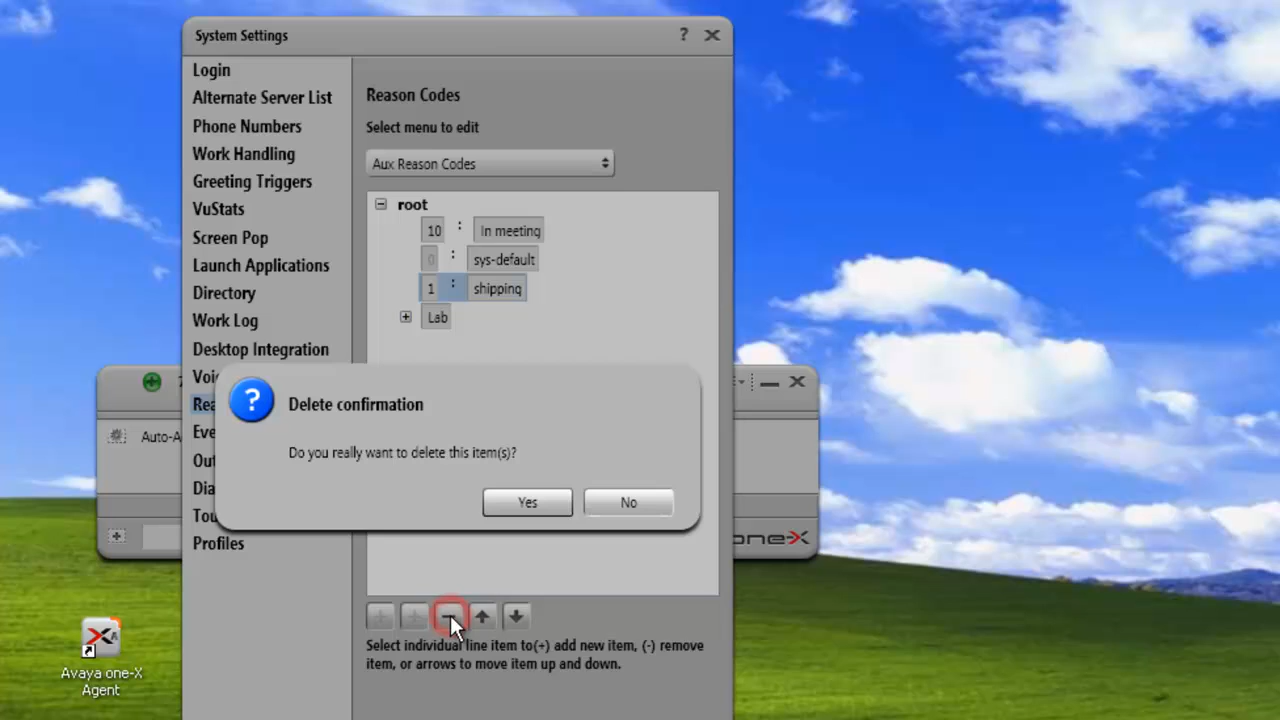 System Settings
?
Login
Alternate Server List
Phone Numbers
Work Handling
Greeting Triggers
VuStats
Screen Pop
Launch Applications
Directory
Work Log
Desktop Integration
Profiles
Reason Codes
Select menu to edit
Aux Reason Codes
root
10 : In meeting
0 : sys-default
1 : shipping
Lab
?
Delete confirmation
Do you really want to delete this item(s)?
Yes
No
Select individual line item to(+) add new item, (-) remove
item, or arrows to move item up and down.
one-X
Avaya one-X
Agent